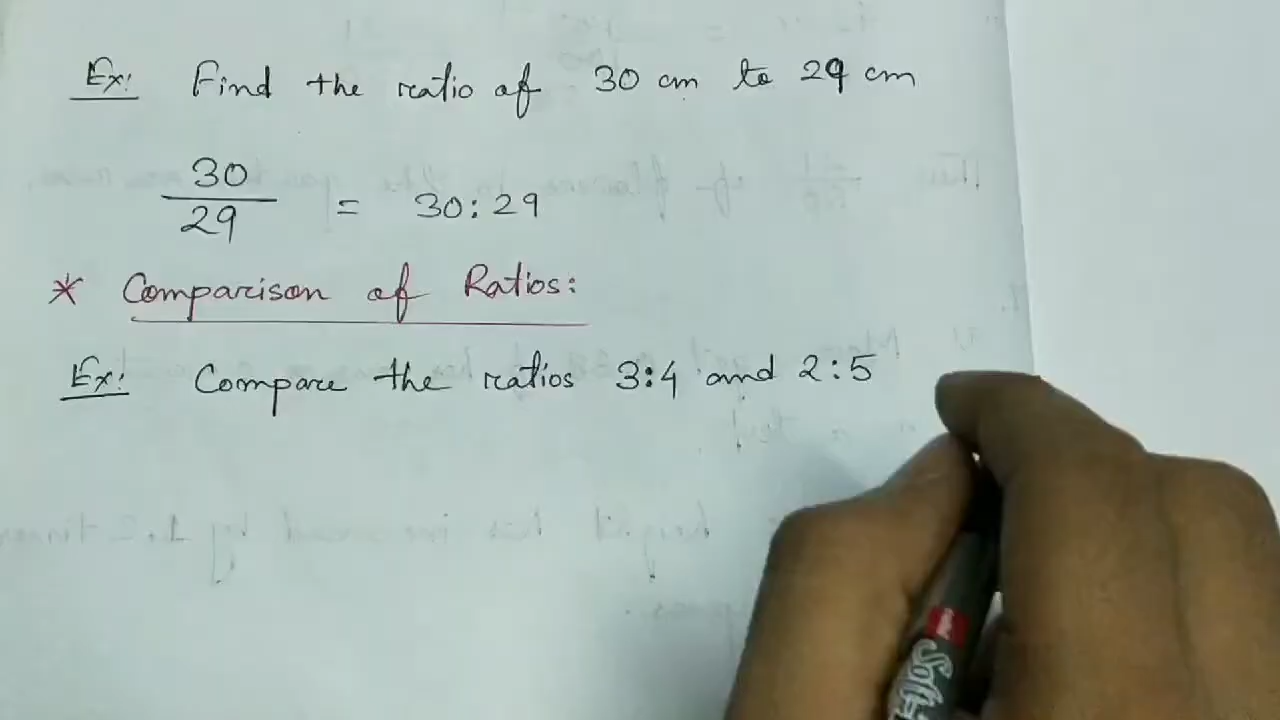 Ex: Find the ratio of 30 cm to 29 cm
30
29
= 30:29
* Comparison of Ratios:
Ex: Compare the ratios 3:4 and 2:5